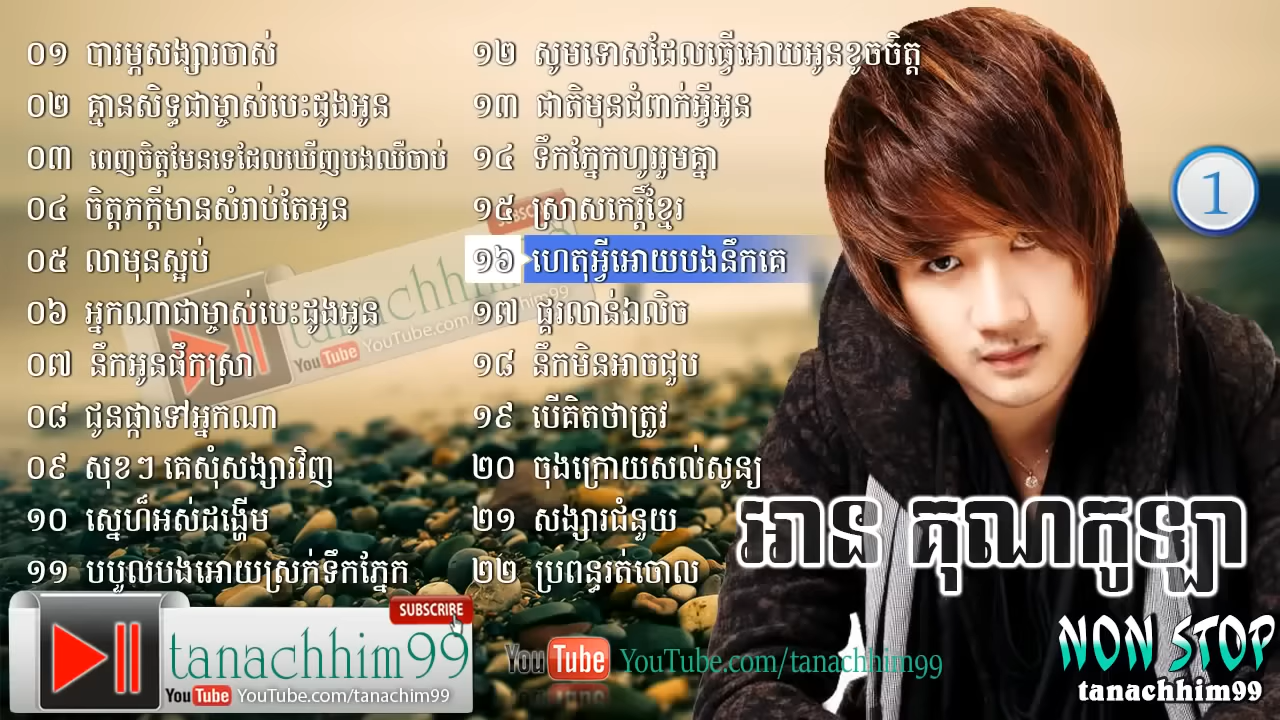 ០១ បារម្ភសង្សារចាស់
០២ គ្មានសិទ្ធជាម្ចាស់បេះដូងអូន
០៣ ពេញចិត្តមែនទេដែលឃើញបងឈឺចាប់
០៤ ចិត្តភក្តីមានសំរាប់តែអូន
០៥ លាមុនស្អប់
០៦ អ្នកណាជាម្ចាស់បេះដូងអូន
០៧ នឹកអូនផឹកស្រា
០៨ ជូនផ្កាទៅអ្នកណា
០៩ សុខៗ គេសុំសង្សារវិញ
១០ ស្នេហ៏អស់ដង្ហើម
១១ បបួលបងអោយស្រក់ទឹកភ្នែក
១២ សូមទោសដែលធ្វើអោយអូនខូចចិត្ត
១៣ ជាតិមុនជំពាក់អ្វីអូន
១៤ ទឹកភ្នែកហូររួមគ្នា
១៥ ស្រាសកេរ្តិ៍ខ្មែរ
១៦ ហេតុអ្វីអោយបងនឹកគេ
១៧ ផ្គរលាន់ឯលិច
១៨ នឹកមិនអាចជួប
១៩ បើគិតថាត្រូវ
២០ ចុងក្រោយសល់សូន្យ
២១ សង្សារជំនួយ
២២ ប្រពន្ធរត់ចោល
1
SUBSCRIBE
tanachhim99
YouTube YouTube.com/tanachim99
អាន គុណកូឡា
NON STOP
tanachhim99
SUBSCRIBE
tanachhim99
YouTube YouTube.com/tanachim99
YouTube YouTube.com/tanachhim99